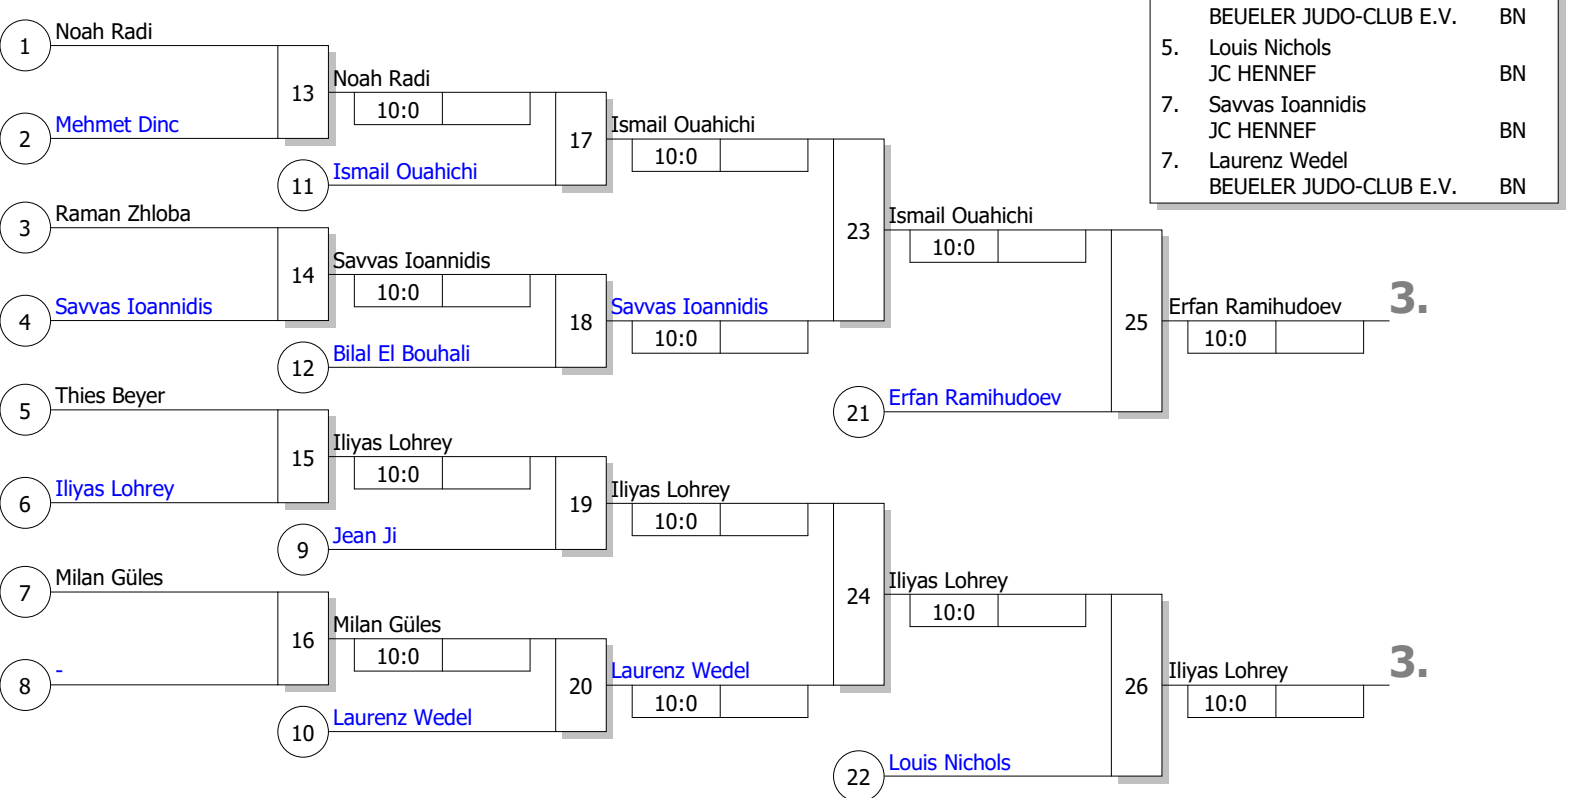 BEUELER JUDO-CLUB E.V. BN
5. Louis Nichols
JC HENNEF BN
7. Savvas Ioannidis
JC HENNEF BN
7. Laurenz Wedel
BEUELER JUDO-CLUB E.V. BN
1 Noah Radi
13 Noah Radi
10:0
2 Mehmet Dinc
17 Ismail Ouahichi
10:0
11 Ismail Ouahichi
3 Raman Zhloba
23 Ismail Ouahichi
10:0
14 Savvas Ioannidis
10:0
4 Savvas Ioannidis
18 Savvas Ioannidis
10:0
12 Bilal El Bouhali
25 Erfan Ramihudoev 3.
10:0
5 Thies Beyer
21 Erfan Ramihudoev
15 Iliyas Lohrey
10:0
6 Iliyas Lohrey
19 Iliyas Lohrey
10:0
9 Jean Ji
7 Milan Güles
24 Iliyas Lohrey
10:0
16 Milan Güles
10:0
8 -
20 Laurenz Wedel
10:0
10 Laurenz Wedel
26 Iliyas Lohrey 3.
10:0
22 Louis Nichols